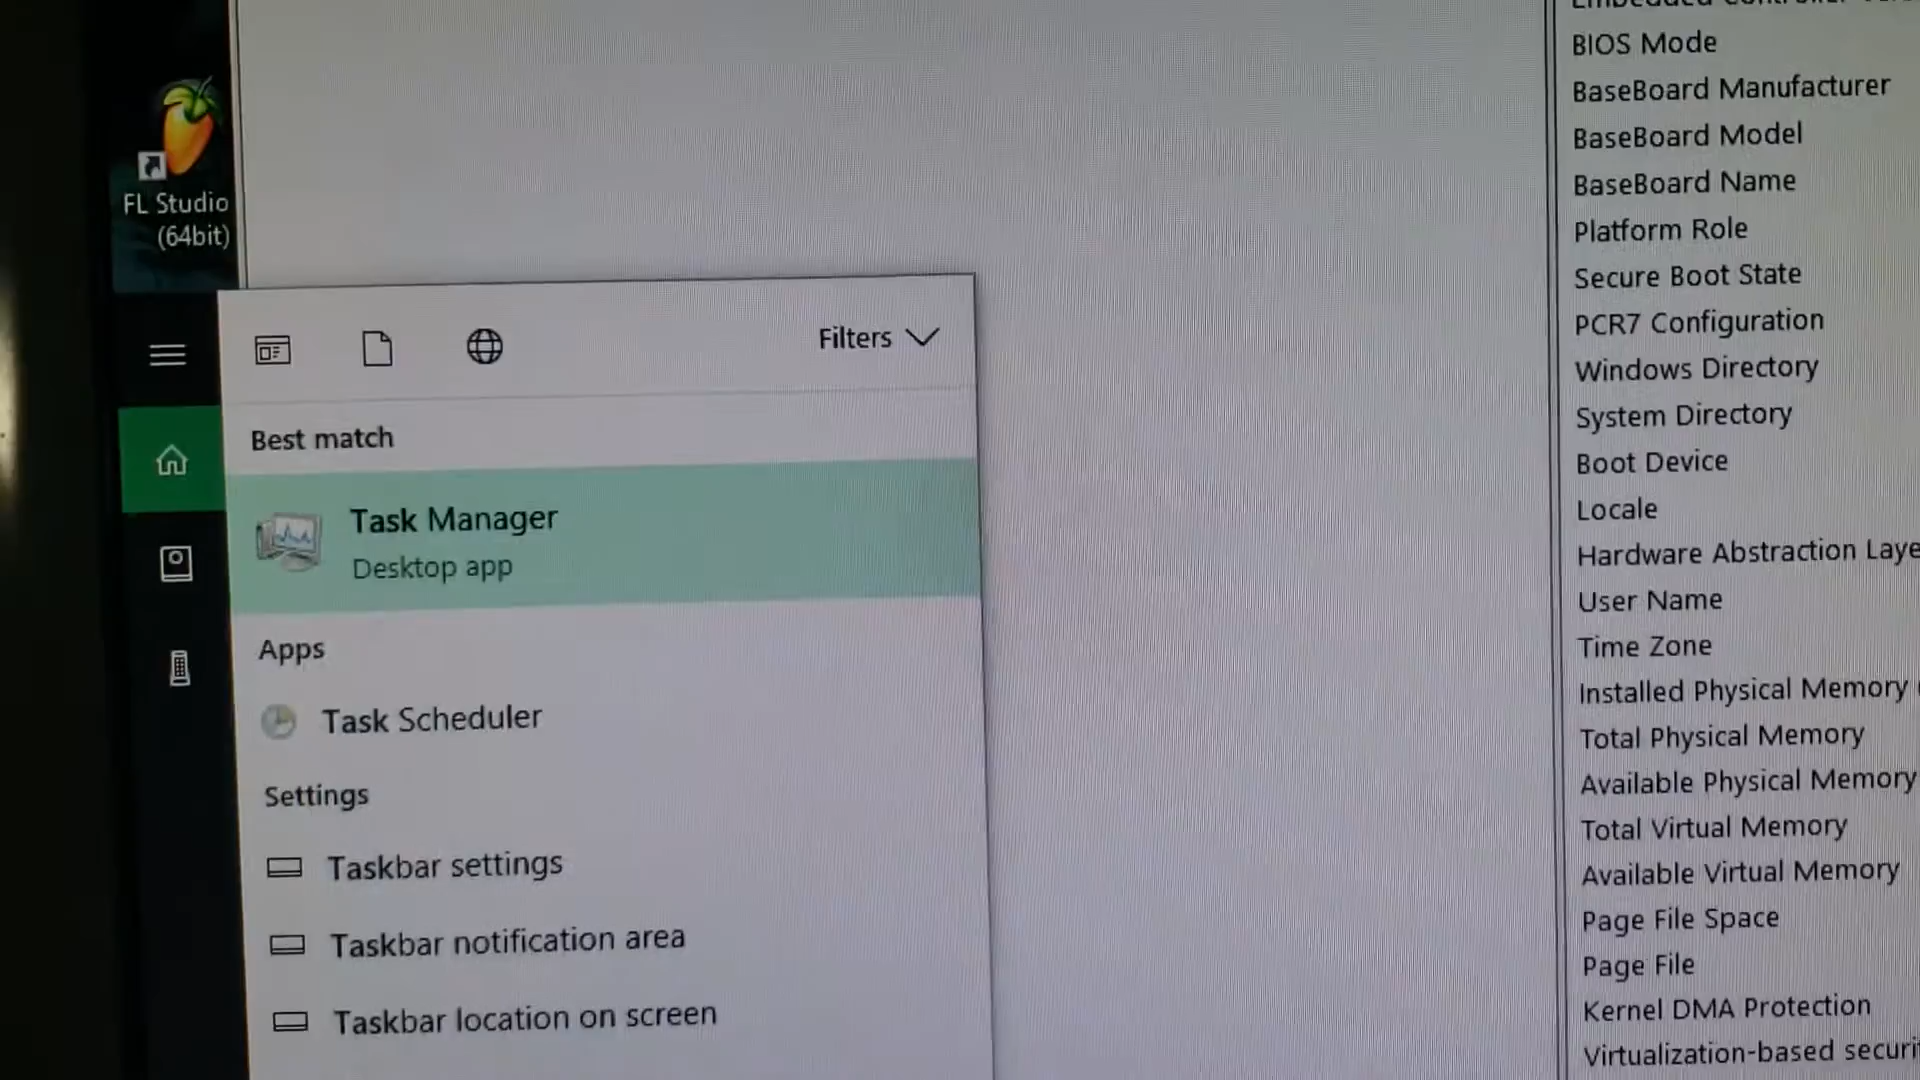 FL Studio
(64bit)
Filters
Best match
Task Manager
Desktop app
Apps
Task Scheduler
Settings
Taskbar settings
Taskbar notification area
Taskbar location on screen
BIOS Mode
BaseBoard Manufacturer
BaseBoard Model
BaseBoard Name
Platform Role
Secure Boot State
PCR7 Configuration
Windows Directory
System Directory
Boot Device
Locale
Hardware Abstraction Laye
User Name
Time Zone
Installed Physical Memory
Total Physical Memory
Available Physical Memory
Total Virtual Memory
Available Virtual Memory
Page File Space
Page File
Kernel DMA Protection
Virtualization-based securi